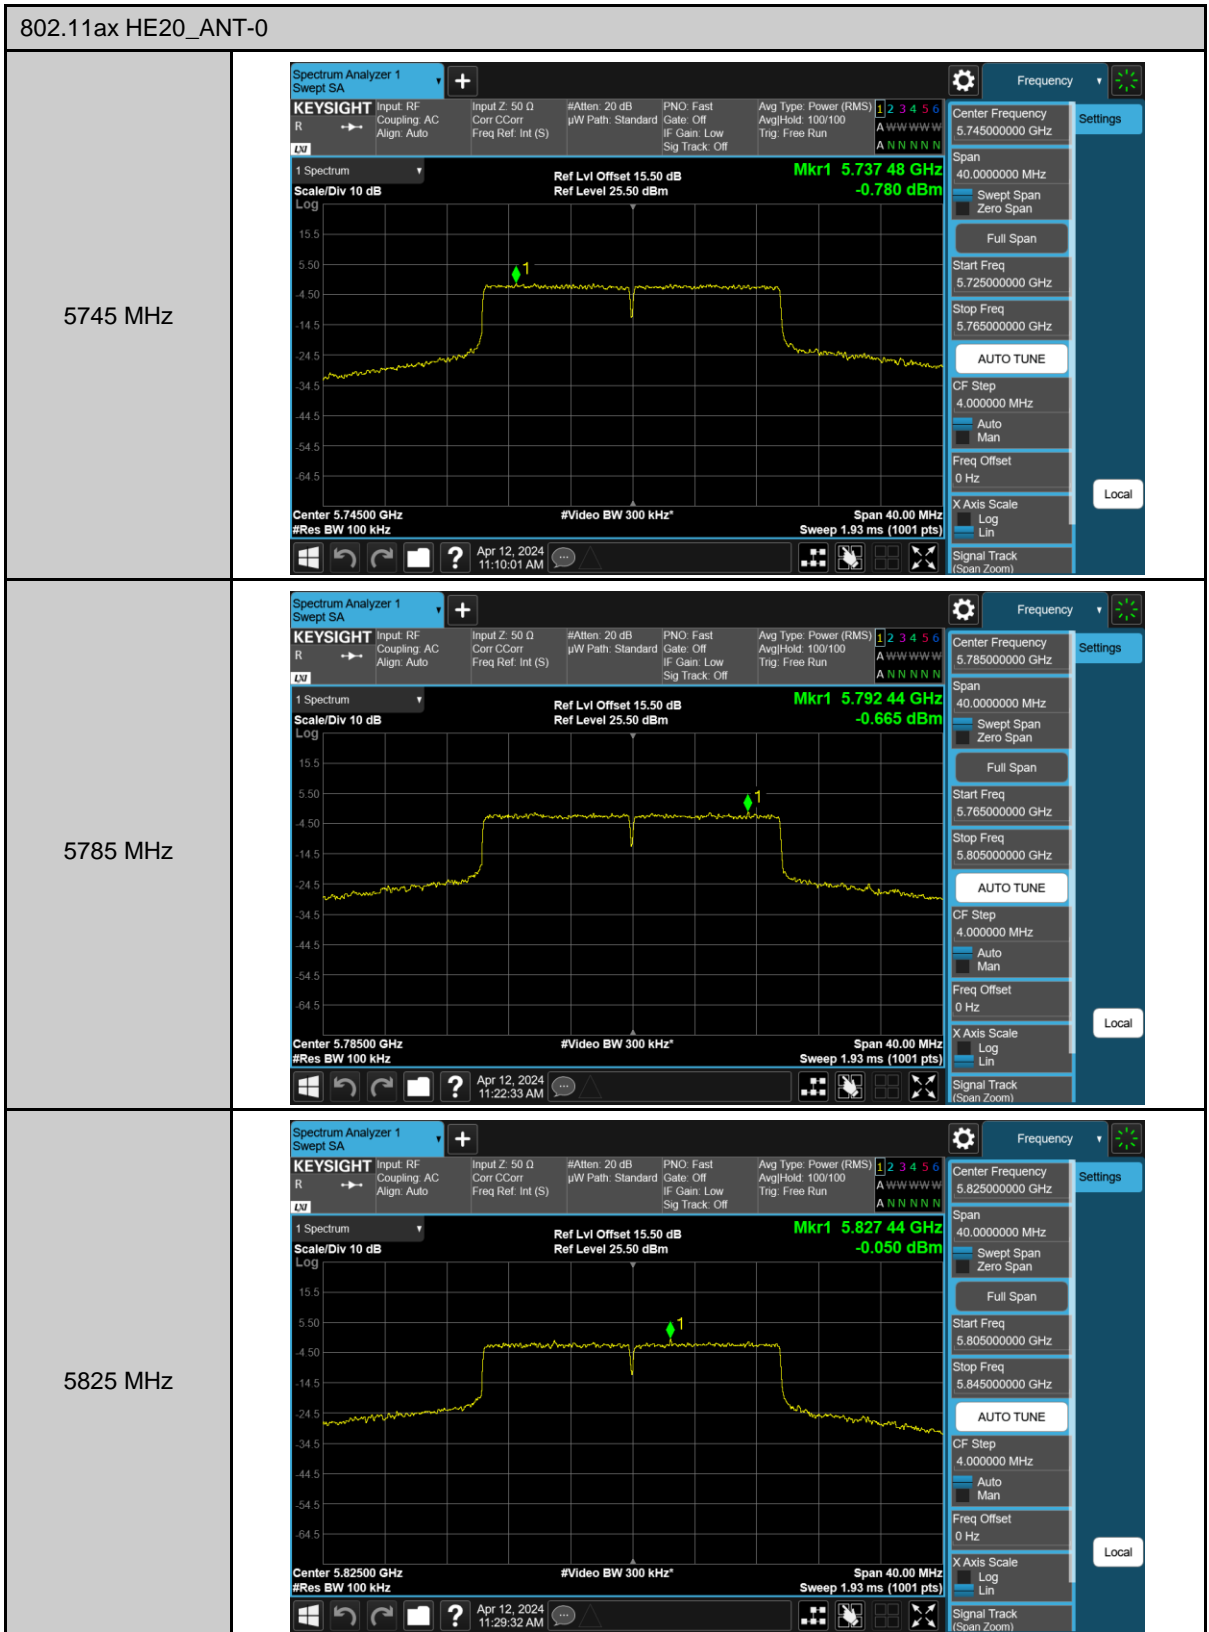 802.11ax HE20_ANT-0
5745 MHz
Spectrum Analyzer 1
Swept SA
Frequency
KEYSIGHT
R
LXI
Input: RF
Coupling: AC
Align: Auto
Input Z: 50 Ω
Corr CCorr
Freq Ref: Int (S)
#Atten: 20 dB
µW Path: Standard
PNO: Fast
Gate: Off
IF Gain: Low
Sig Track: Off
Avg Type: Power (RMS)
Avg|Hold: 100/100
Trig: Free Run
1 2 3 4 5 6
A W W W W W
A N N N N N
Center Frequency
5.745000000 GHz
Settings
1 Spectrum
Scale/Div 10 dB
Ref Lvl Offset 15.50 dB
Ref Level 25.50 dBm
Mkr1 5.737 48 GHz
-0.780 dBm
Log
15.5
5.50
-4.50
-14.5
-24.5
-34.5
-44.5
-54.5
-64.5
1
Span
40.0000000 MHz
Swept Span
Zero Span
Full Span
Start Freq
5.725000000 GHz
Stop Freq
5.765000000 GHz
AUTO TUNE
CF Step
4.000000 MHz
Auto
Man
Freq Offset
0 Hz
X Axis Scale
Log
Lin
Signal Track
(Span Zoom)
Local
Center 5.74500 GHz
#Video BW 300 kHz*
Span 40.00 MHz
#Res BW 100 kHz
Sweep 1.93 ms (1001 pts)
?
Apr 12, 2024
11:10:01 AM
5785 MHz
Spectrum Analyzer 1
Swept SA
Frequency
KEYSIGHT
R
LXI
Input: RF
Coupling: AC
Align: Auto
Input Z: 50 Ω
Corr CCorr
Freq Ref: Int (S)
#Atten: 20 dB
µW Path: Standard
PNO: Fast
Gate: Off
IF Gain: Low
Sig Track: Off
Avg Type: Power (RMS)
Avg|Hold: 100/100
Trig: Free Run
1 2 3 4 5 6
A W W W W W
A N N N N N
Center Frequency
5.785000000 GHz
Settings
1 Spectrum
Scale/Div 10 dB
Ref Lvl Offset 15.50 dB
Ref Level 25.50 dBm
Mkr1 5.792 44 GHz
-0.665 dBm
Log
15.5
5.50
-4.50
-14.5
-24.5
-34.5
-44.5
-54.5
-64.5
1
Span
40.0000000 MHz
Swept Span
Zero Span
Full Span
Start Freq
5.765000000 GHz
Stop Freq
5.805000000 GHz
AUTO TUNE
CF Step
4.000000 MHz
Auto
Man
Freq Offset
0 Hz
X Axis Scale
Log
Lin
Signal Track
(Span Zoom)
Local
Center 5.78500 GHz
#Video BW 300 kHz*
Span 40.00 MHz
#Res BW 100 kHz
Sweep 1.93 ms (1001 pts)
?
Apr 12, 2024
11:22:33 AM
5825 MHz
Spectrum Analyzer 1
Swept SA
Frequency
KEYSIGHT
R
LXI
Input: RF
Coupling: AC
Align: Auto
Input Z: 50 Ω
Corr CCorr
Freq Ref: Int (S)
#Atten: 20 dB
µW Path: Standard
PNO: Fast
Gate: Off
IF Gain: Low
Sig Track: Off
Avg Type: Power (RMS)
Avg|Hold: 100/100
Trig: Free Run
1 2 3 4 5 6
A W W W W W
A N N N N N
Center Frequency
5.825000000 GHz
Settings
1 Spectrum
Scale/Div 10 dB
Ref Lvl Offset 15.50 dB
Ref Level 25.50 dBm
Mkr1 5.827 44 GHz
-0.050 dBm
Log
15.5
5.50
-4.50
-14.5
-24.5
-34.5
-44.5
-54.5
-64.5
1
Span
40.0000000 MHz
Swept Span
Zero Span
Full Span
Start Freq
5.805000000 GHz
Stop Freq
5.845000000 GHz
AUTO TUNE
CF Step
4.000000 MHz
Auto
Man
Freq Offset
0 Hz
X Axis Scale
Log
Lin
Signal Track
(Span Zoom)
Local
Center 5.82500 GHz
#Video BW 300 kHz*
Span 40.00 MHz
#Res BW 100 kHz
Sweep 1.93 ms (1001 pts)
?
Apr 12, 2024
11:29:32 AM